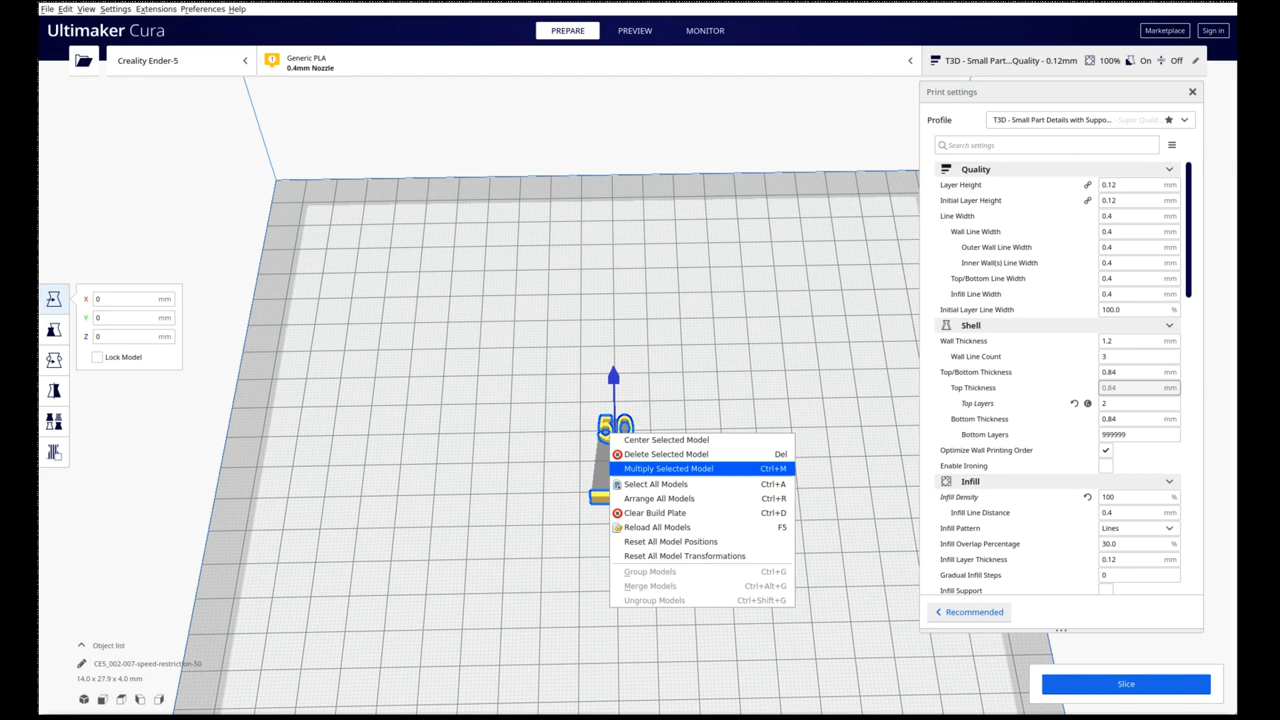 File Edit View Settings Extensions Preferences Help
Ultimaker Cura
PREPARE PREVIEW MONITOR
Marketplace Sign in
Creality Ender-5
1 Generic PLA
0.4mm Nozzle
T3D - Small Part...Quality - 0.12mm 100% On Off
Print settings
Profile T3D - Small Part Details with Suppo... - Super Qualit...
Search settings
Quality
Layer Height 0.12 mm
Initial Layer Height 0.12 mm
Line Width 0.4 mm
Wall Line Width 0.4 mm
Outer Wall Line Width 0.4 mm
Inner Wall(s) Line Width 0.4 mm
Top/Bottom Line Width 0.4 mm
Infill Line Width 0.4 mm
Initial Layer Line Width 100.0 %
Shell
Wall Thickness 1.2 mm
Wall Line Count 3
Top/Bottom Thickness 0.84 mm
Top Thickness 0.84 mm
Top Layers 2
Bottom Thickness 0.84 mm
Bottom Layers 999999
Optimize Wall Printing Order
Enable Ironing
Infill
Infill Density 100 %
Infill Line Distance 0.4 mm
Infill Pattern Lines
Infill Overlap Percentage 30.0 %
Infill Layer Thickness 0.12 mm
Gradual Infill Steps 0
Infill Support
Recommended
X 0 mm
Y 0 mm
Z 0 mm
Lock Model
50
Center Selected Model
Delete Selected Model Del
Multiply Selected Model Ctrl+M
Select All Models Ctrl+A
Arrange All Models Ctrl+R
Clear Build Plate Ctrl+D
Reload All Models F5
Reset All Model Positions
Reset All Model Transformations
Group Models Ctrl+G
Merge Models Ctrl+Alt+G
Ungroup Models Ctrl+Shift+G
Object list
CE5_002-007-speed-restriction-50
14.0 x 27.9 x 4.0 mm
Slice